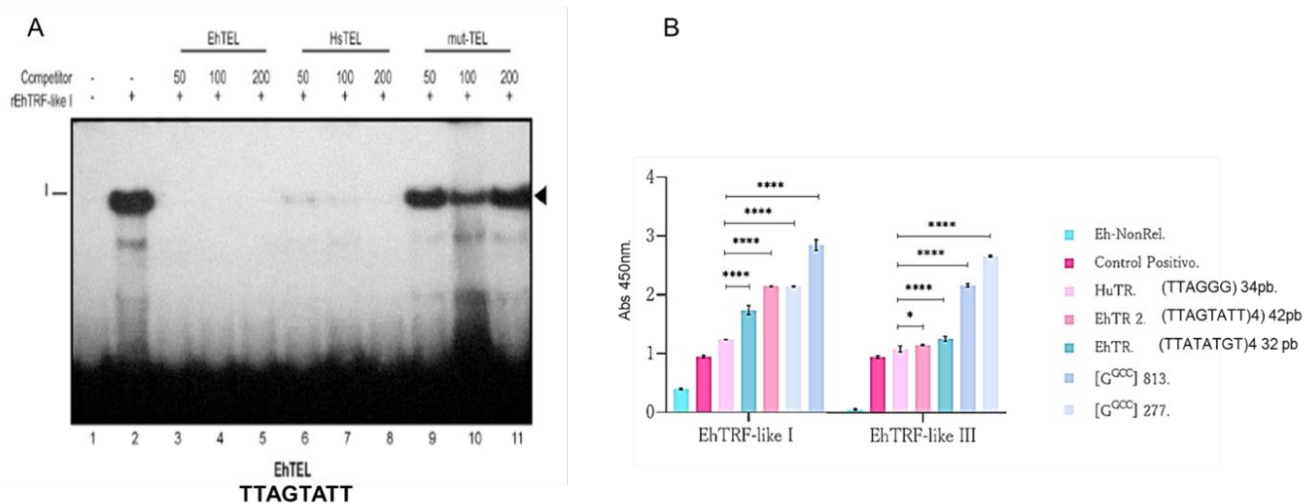 A
EhTEL HsTEL mut-TEL
Competitor - - 50 100 200 50 100 200 50 100 200
rEhTRF-like I - + + + + + + + + + +
I
1 2 3 4 5 6 7 8 9 10 11
EhTEL
TTAGTATT
B
Abs 450nm.
4
3
2
1
0
**** **** **** ****
**** **** **** *
EhTRF-like I EhTRF-like III
Eh-NonRel.
Control Positivo.
HuTR. (TTAGGG) 34pb.
EhTR 2. (TTAGTATT)4) 42pb
EhTR. (TTATATGT)4 32 pb
[G^GCC] 813.
[G^GCC] 277.